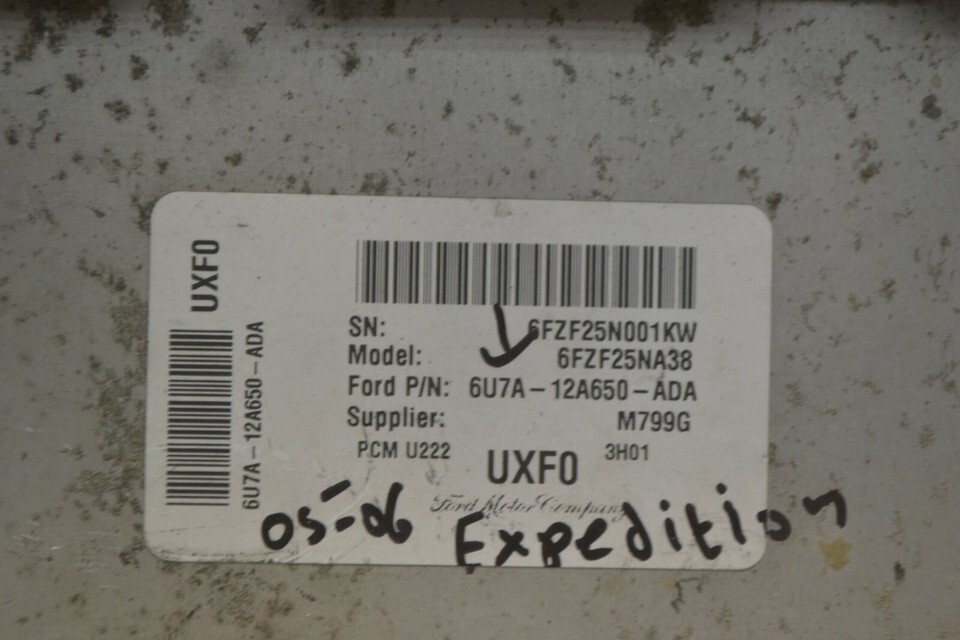 UXF0
6U7A-12A650-ADA
SN: 6FZF25N001KW
Model: 6FZF25NA38
Ford P/N: 6U7A-12A650-ADA
Supplier: M799G
PCM U222 3H01
UXF0
Ford Motor Company
05-06 Expedition